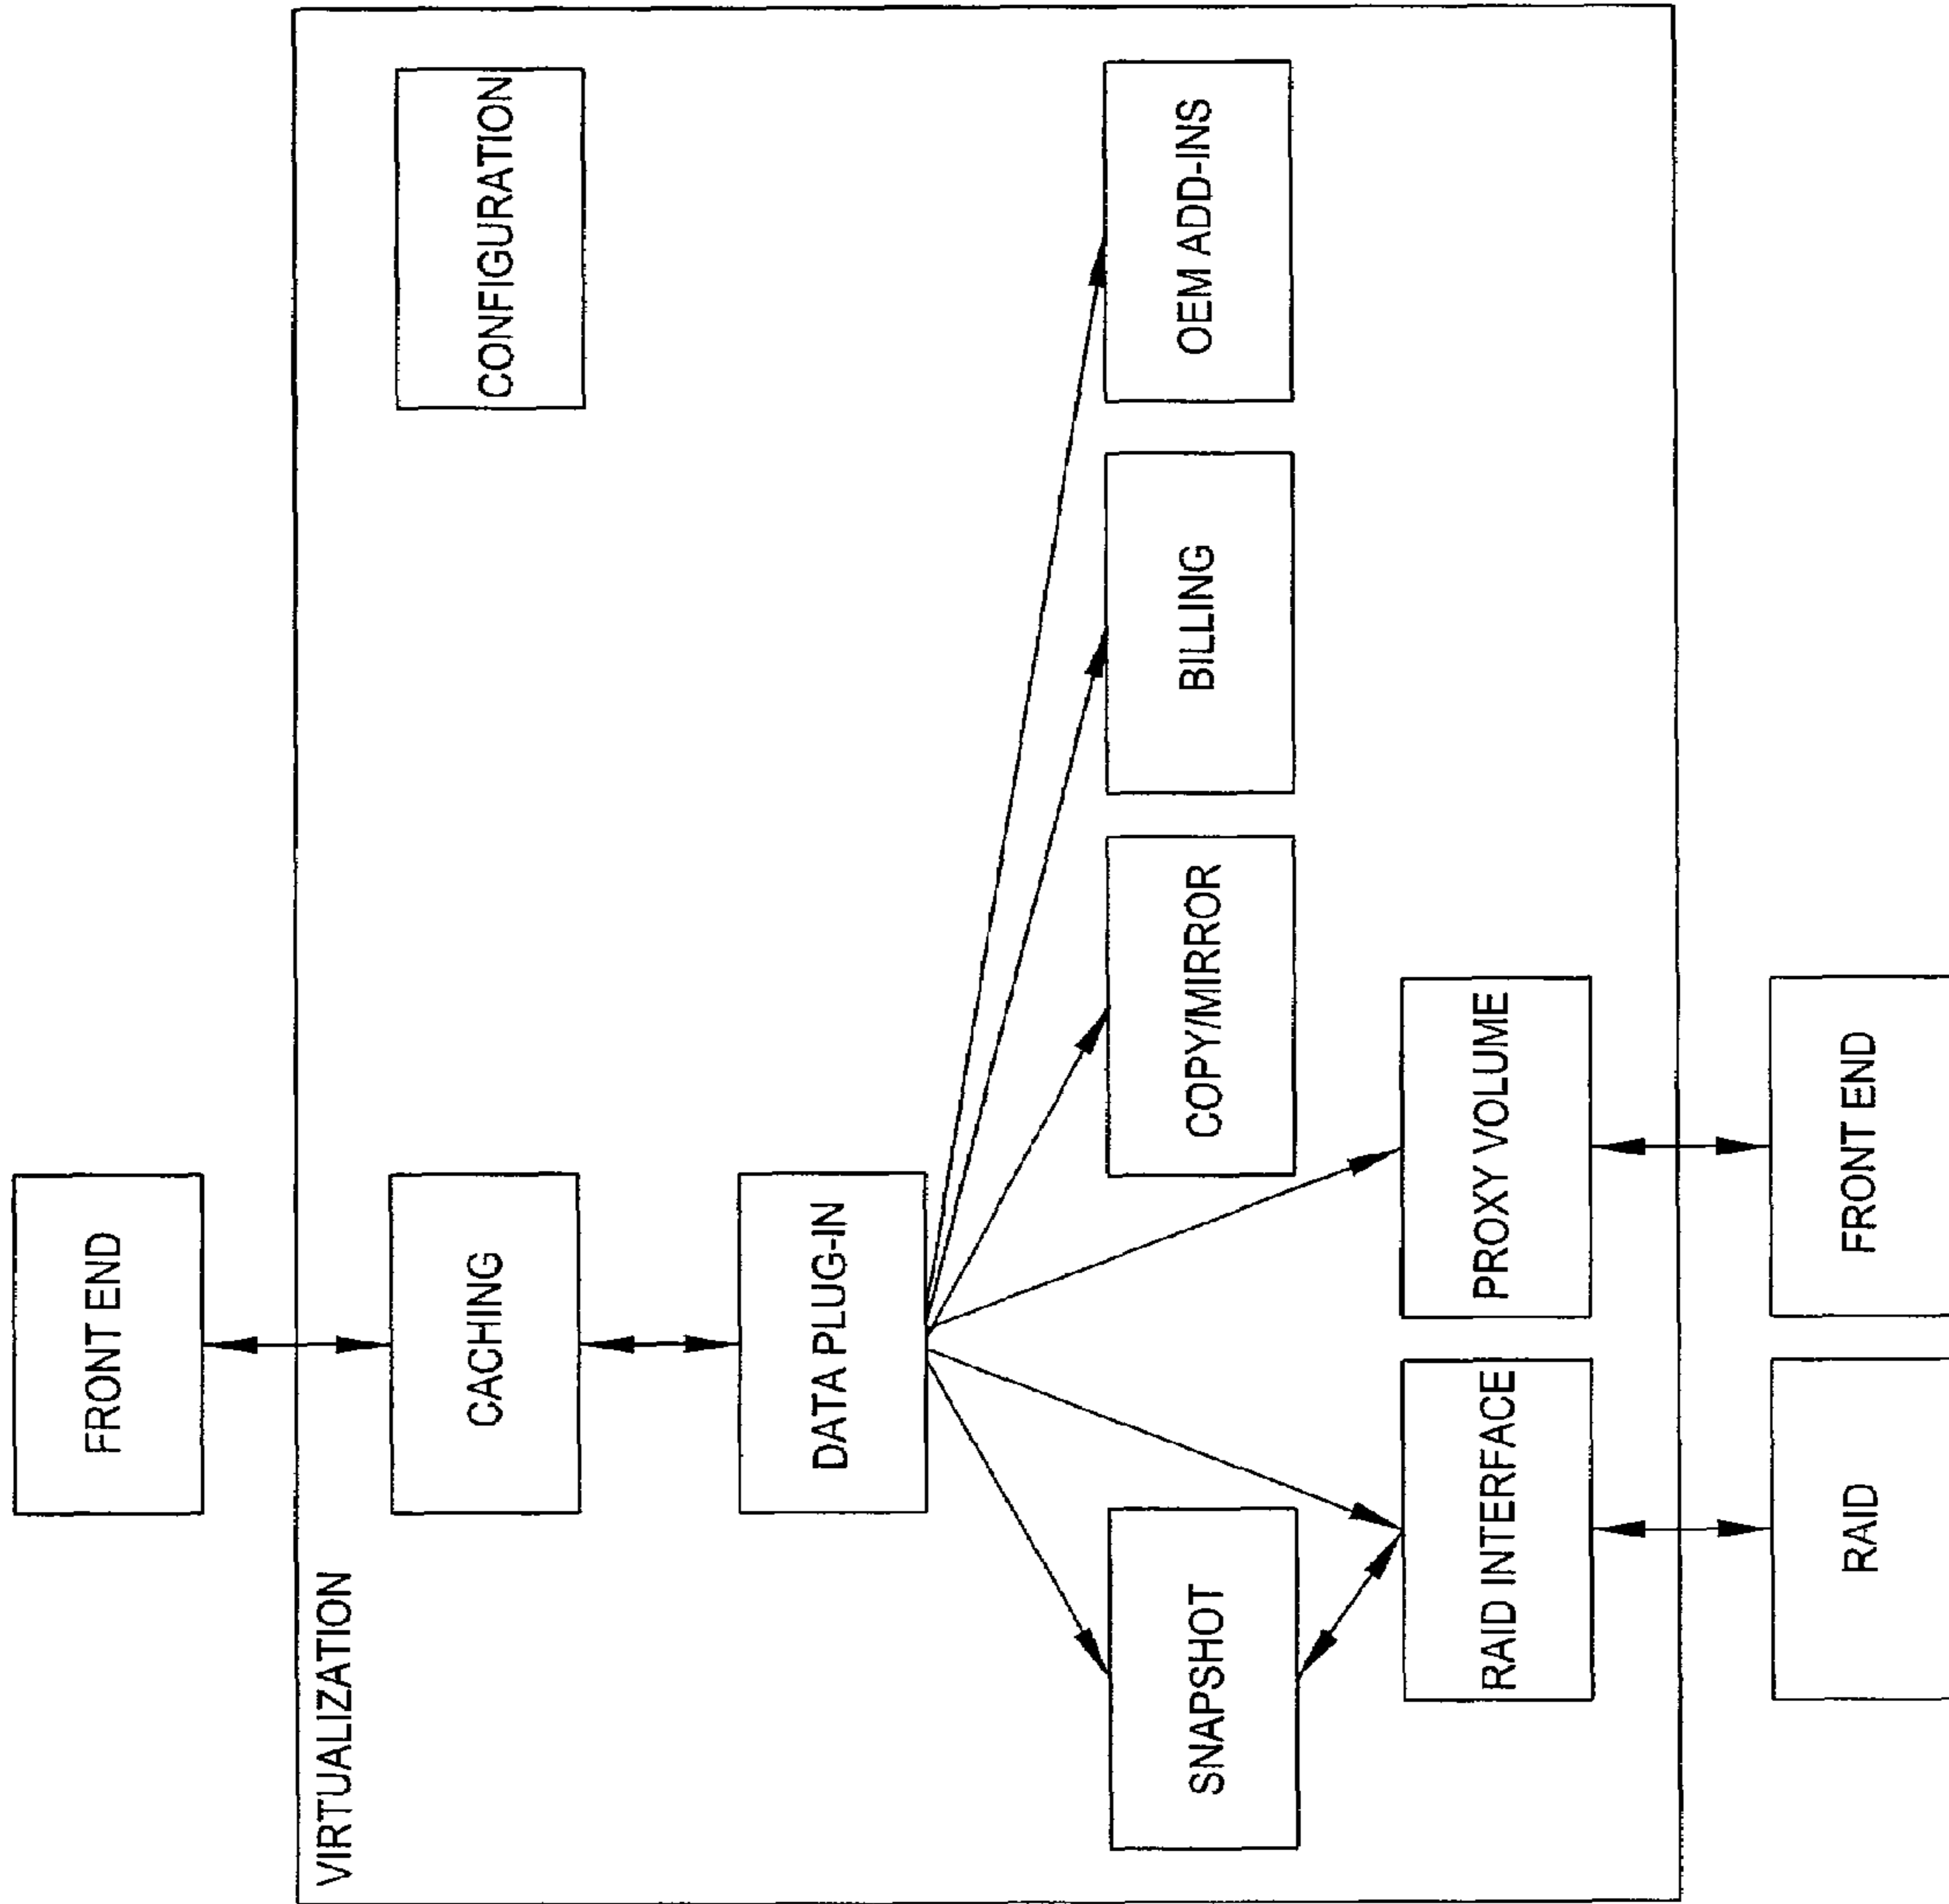 FRONT END
VIRTUALIZATION
CACHING
CONFIGURATION
DATA PLUG-IN
SNAPSHOT
COPY/MIRROR
BILLING
OEM ADD-INS
RAID INTERFACE
PROXY VOLUME
RAID
FRONT END